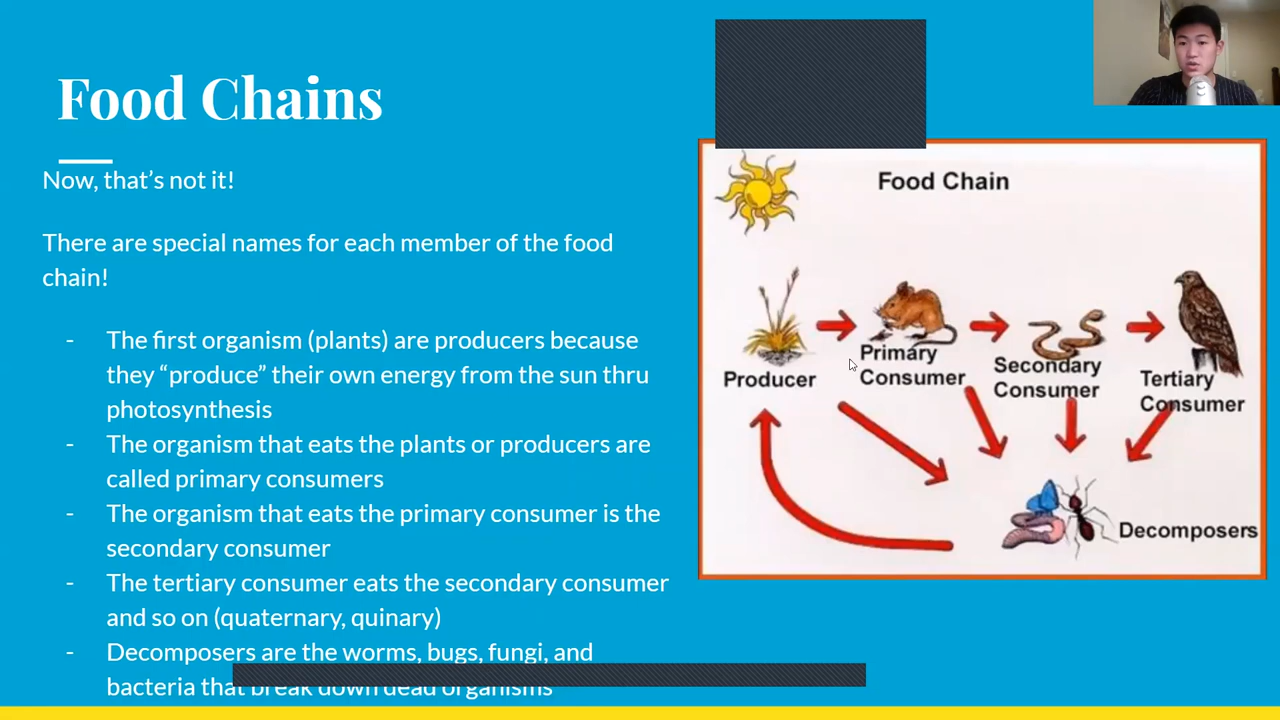 Food Chains
Now, that's not it!
There are special names for each member of the food
chain!
- The first organism (plants) are producers because
they “produce” their own energy from the sun thru
photosynthesis
- The organism that eats the plants or producers are
called primary consumers
- The organism that eats the primary consumer is the
secondary consumer
- The tertiary consumer eats the secondary consumer
and so on (quaternary, quinary)
- Decomposers are the worms, bugs, fungi, and
bacteria that break down dead organisms
Food Chain
Producer
Primary
Consumer
Secondary
Consumer
Tertiary
Consumer
Decomposers